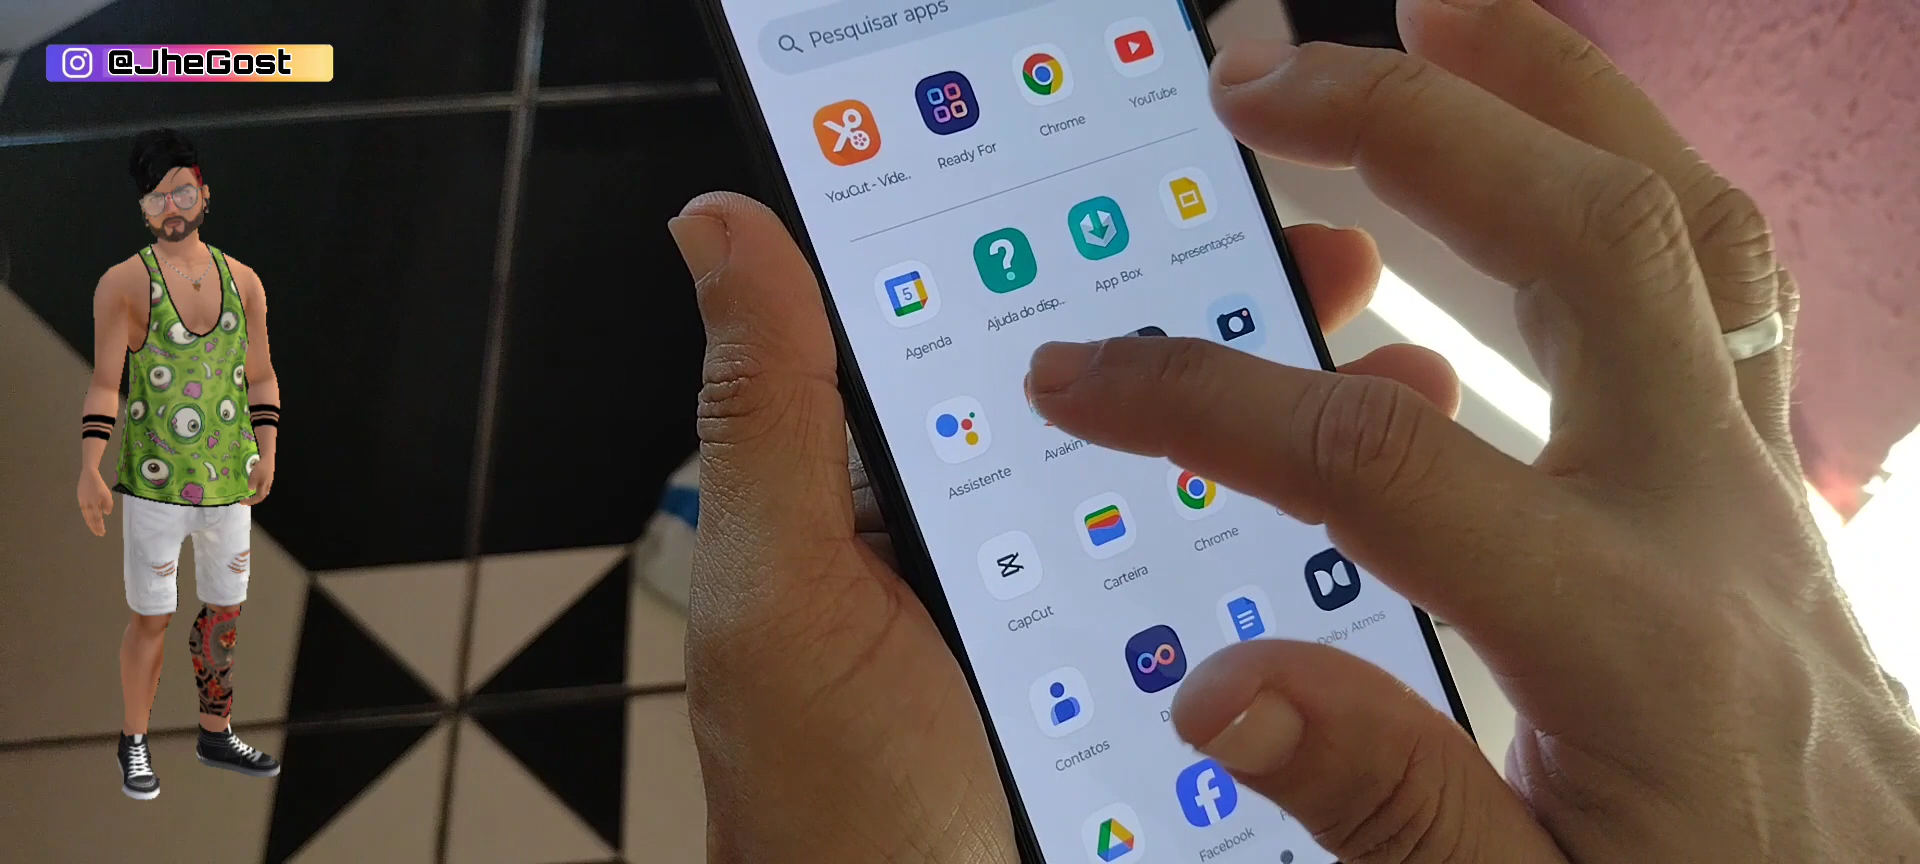 @JheGost
Pesquisar apps
YouCut - Vide..
Ready For
Chrome
YouTube
5
Agenda
Ajuda do disp..
App Box
Apresentações
Assistente
Avakin
CapCut
Carteira
Chrome
Contatos
Dolby Atmos
Facebook